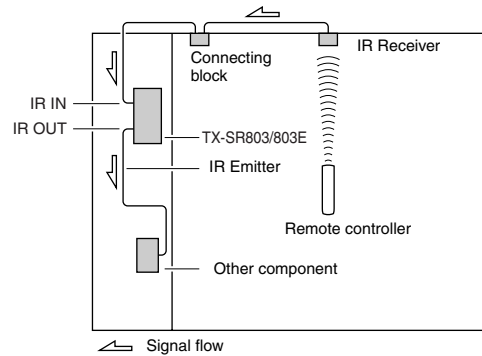 IR Receiver
Connecting
block
IR IN
IR OUT
TX-SR803/803E
IR Emitter
Remote controller
Other component
Signal flow